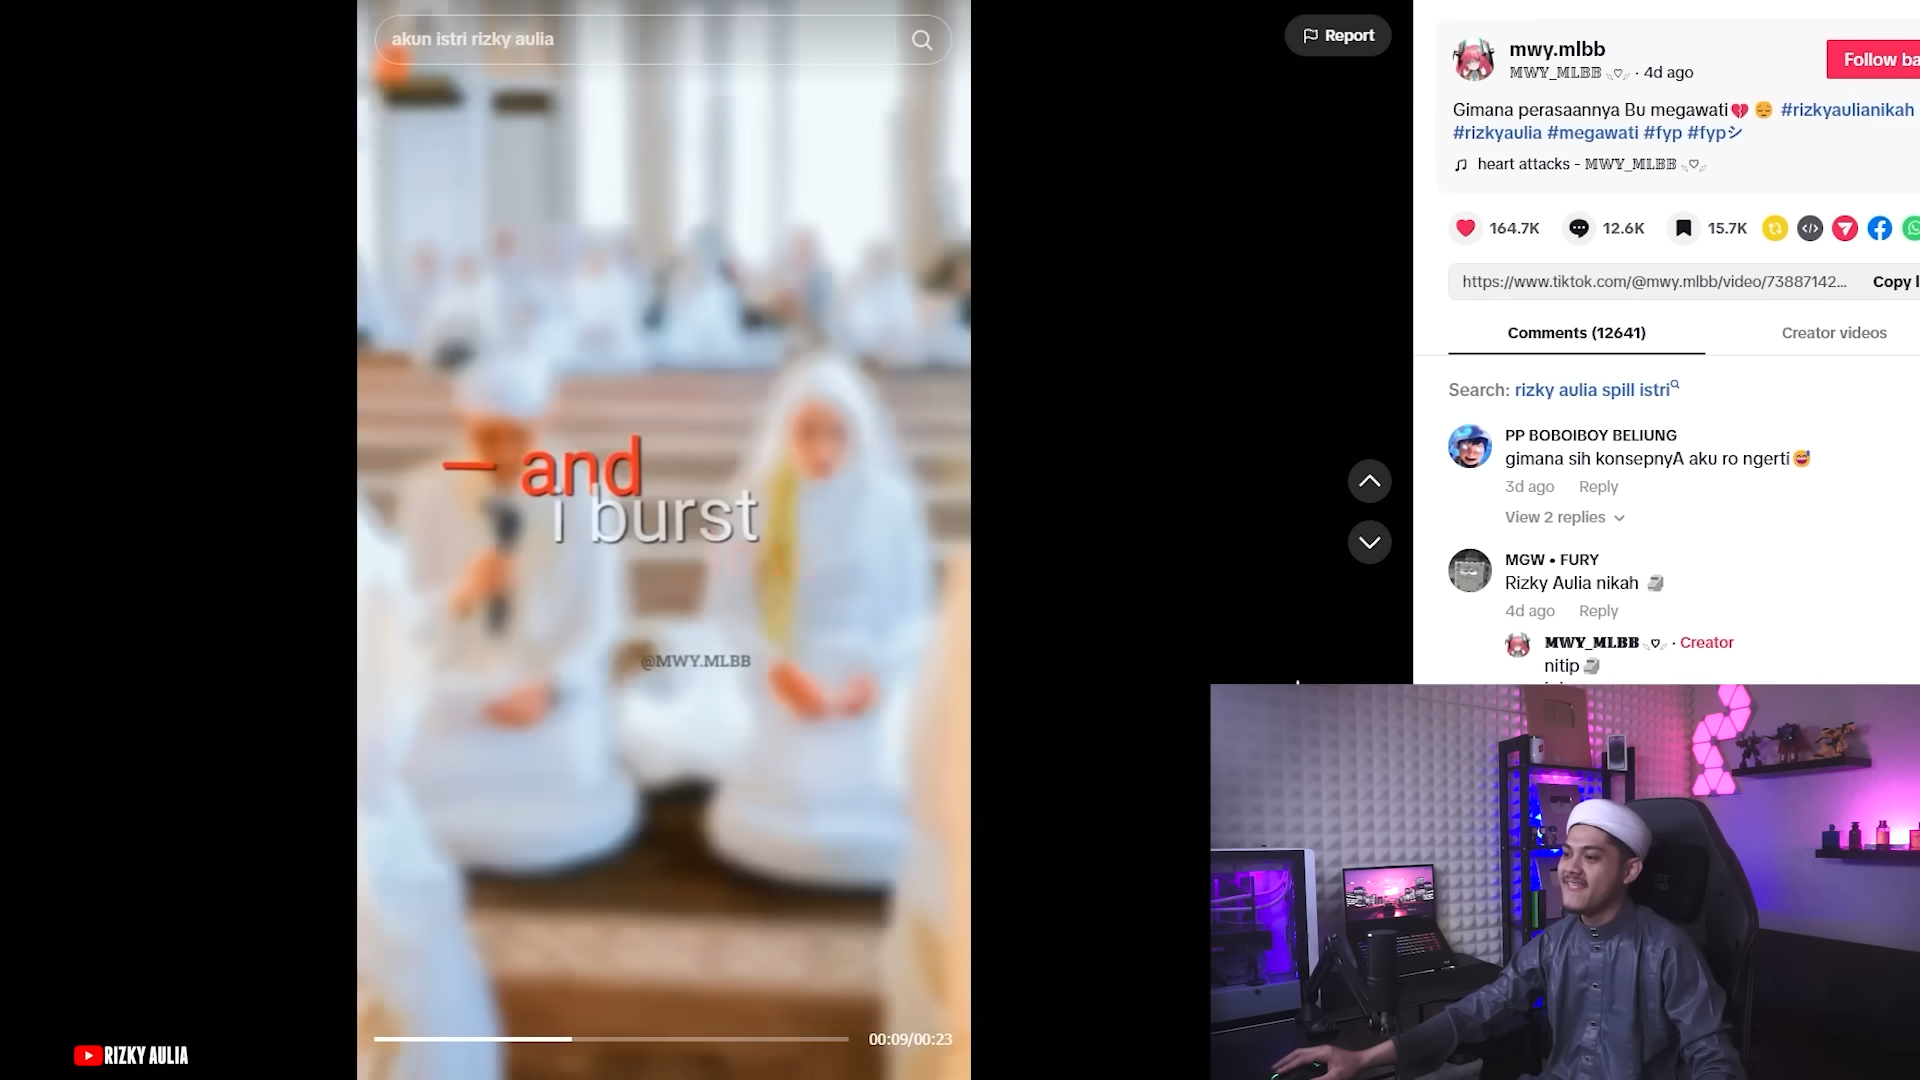 akun istri rizky aulia
Report
— and
i burst
@MWY.MLBB
00:09/00:23
RIZKY AULIA
mwy.mlbb
𝕄𝕎𝕐_𝕄𝕃𝔹𝔹 · 4d ago
Follow ba
Gimana perasaannya Bu megawati💔 😔 #rizkyaulianikah
#rizkyaulia #megawati #fyp #fypシ
heart attacks - 𝕄𝕎𝕐_𝕄𝕃𝔹𝔹
164.7K
12.6K
15.7K
https://www.tiktok.com/@mwy.mlbb/video/73887142...
Copy l
Comments (12641)
Creator videos
Search: rizky aulia spill istri
PP BOBOIBOY BELIUNG
gimana sih konsepnyA aku ro ngerti😅
3d ago Reply
View 2 replies
MGW • FURY
Rizky Aulia nikah 🗿
4d ago Reply
𝕄𝕎𝕐_𝕄𝕃𝔹𝔹 · Creator
nitip🗿